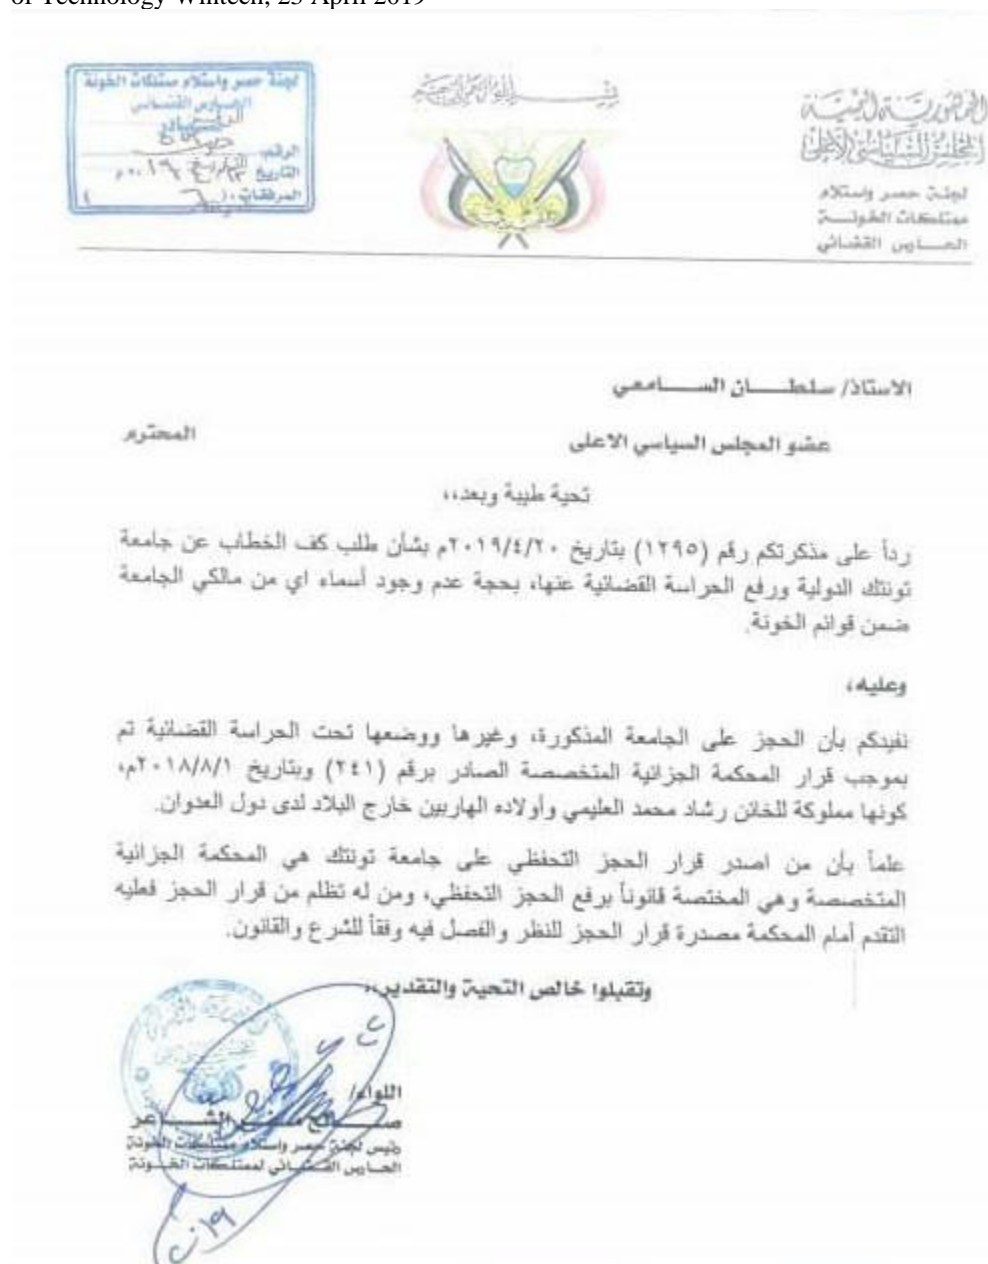 of Technology Wintech, 23 April 2019
بسم الله الرحمن الرحيم
الجمهورية اليمنية
المجلس السياسي الأعلى
لجنة حصر واستلام
ممتلكات الخونة
الحارس القضائي
لجنة حصر واستلام ممتلكات الخونة
الحارس القضائي
الرقم:
التاريخ
المرفقات: (
الاستاذ/ سلطان السامعي
عضو المجلس السياسي الاعلى
المحترم
تحية طيبة وبعد،،
رداً على مذكرتكم رقم (١٢٩٥) بتاريخ ٢٠١٩/٤/٢٠م بشأن طلب كف الخطاب عن جامعة
تونتك الدولية ورفع الحراسة القضائية عنها، بحجة عدم وجود أسماء اي من مالكي الجامعة
ضمن قوائم الخونة.
وعليه،
نفيدكم بأن الحجز على الجامعة المذكورة، وغيرها ووضعها تحت الحراسة القضائية تم
بموجب قرار المحكمة الجزائية المتخصصة الصادر برقم (٢٤١) وبتاريخ ٢٠١٨/٨/١م،
كونها مملوكة للخائن رشاد محمد العليمي وأولاده الهاربين خارج البلاد لدى دول العدوان.
علماً بأن من اصدر قرار الحجز التحفظي على جامعة تونتك هي المحكمة الجزائية
المتخصصة وهي المختصة قانوناً برفع الحجز التحفظي، ومن له تظلم من قرار الحجز فعليه
التقدم أمام المحكمة مصدرة قرار الحجز للنظر والفصل فيه وفقاً للشرع والقانون.
وتقبلوا خالص التحية والتقدير،،
اللواء/
الشاعر
رئيس لجنة حصر واستلام ممتلكات الخونة
الحارس القضائي لممتلكات الخونة